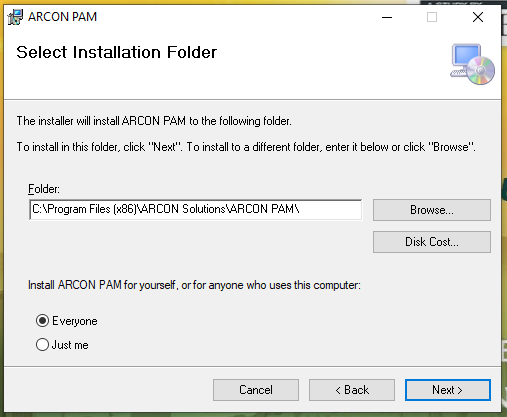 ARCON PAM
Select Installation Folder
The installer will install ARCON PAM to the following folder.
To install in this folder, click "Next". To install to a different folder, enter it below or click "Browse".
Folder:
C:\Program Files (x86)\ARCON Solutions\ARCON PAM\
Browse...
Disk Cost...
Install ARCON PAM for yourself, or for anyone who uses this computer:
Everyone
Just me
Cancel
< Back
Next >